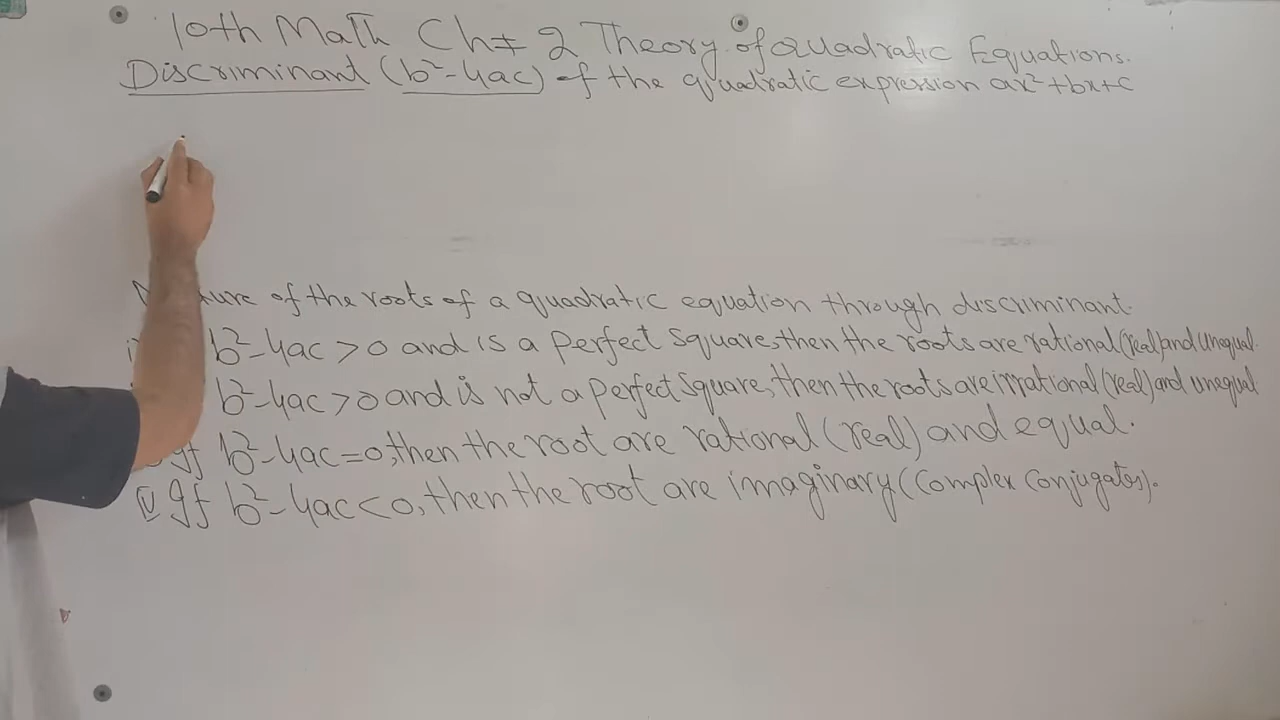 10th Math Ch# 2 Theory of Quadratic Equations.
Discriminant (b²-4ac) of the quadratic expression ax²+bx+c
ure of the roots of a quadratic equation through discriminant.
b²-4ac>0 and is a perfect square, then the roots are rational (real) and unequal.
b²-4ac>0 and is not a perfect square, then the roots are irrational (real) and unequal
If b²-4ac=0, then the root are rational (real) and equal.
If b²-4ac<0, then the root are imaginary (Complex Conjugates).